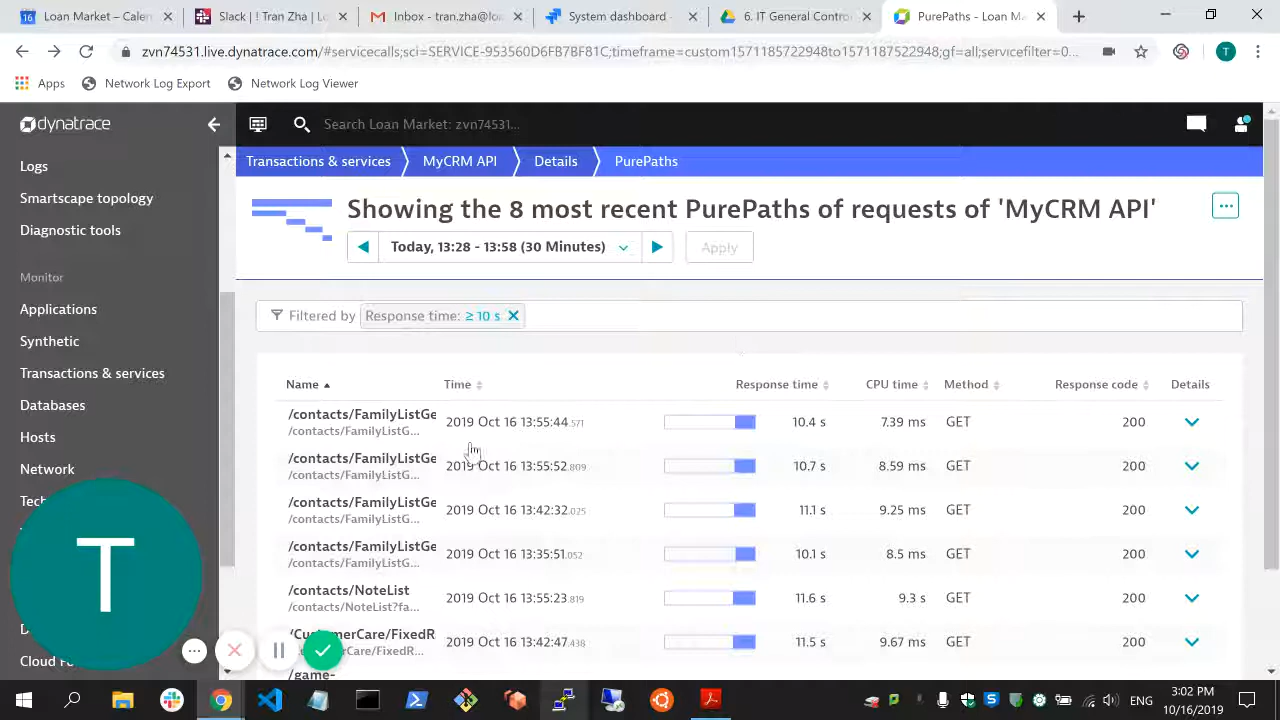 Loan Market - Calen
Slack | ! Tran Zha | Lo
Inbox - tran.zha@loan
System dashboard
6. IT General Contro
PurePaths - Loan Ma
zvn74531.live.dynatrace.com/#servicecalls;sci=SERVICE-953560D6FB7BF81C;timeframe=custom1571185722948to1571187522948;gf=all;servicefilter=0...
T
Apps
Network Log Export
Network Log Viewer
dynatrace
Search Loan Market: zvn74531...
Logs
Smartscape topology
Diagnostic tools
Monitor
Applications
Synthetic
Transactions & services
Databases
Hosts
Network
T
Transactions & services
MyCRM API
Details
PurePaths
Showing the 8 most recent PurePaths of requests of 'MyCRM API'
...
Today, 13:28 - 13:58 (30 Minutes)
Apply
Filtered by
Response time: ≥ 10 s
Name
Time
Response time
CPU time
Method
Response code
Details
/contacts/FamilyListGe
/contacts/FamilyListG...
2019 Oct 16 13:55:44.571
10.4 s
7.39 ms
GET
200
/contacts/FamilyListGe
/contacts/FamilyListG...
2019 Oct 16 13:55:52.809
10.7 s
8.59 ms
GET
200
/contacts/FamilyListGe
/contacts/FamilyListG...
2019 Oct 16 13:42:32.025
11.1 s
9.25 ms
GET
200
/contacts/FamilyListGe
/contacts/FamilyListG...
2019 Oct 16 13:35:51.052
10.1 s
8.5 ms
GET
200
/contacts/NoteList
/contacts/NoteList?fa...
2019 Oct 16 13:55:23.819
11.6 s
9.3 ms
GET
200
/CustomerCare/FixedR
/CustomerCare/FixedR...
2019 Oct 16 13:42:47.438
11.5 s
9.67 ms
GET
200
/game-
ENG
3:02 PM
10/16/2019